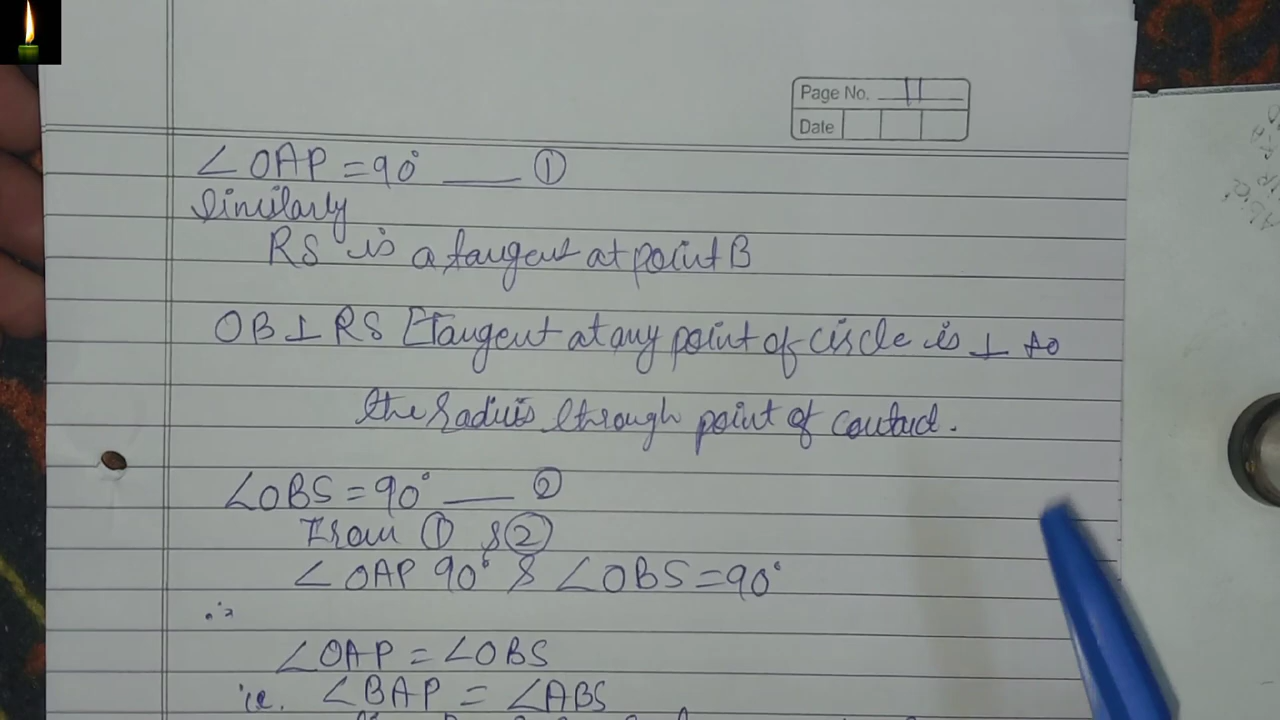 Page No. 11
Date
∠OAP = 90° —— ①
Similarly
RS is a tangent at point B
OB ⊥ RS [Tangent at any point of circle is ⊥ to
the radius through point of contact.
∠OBS = 90° —— ②
From ① & ②
∠OAP 90° & ∠OBS = 90°
∴
∠OAP = ∠OBS
i.e. ∠BAP = ∠ABS